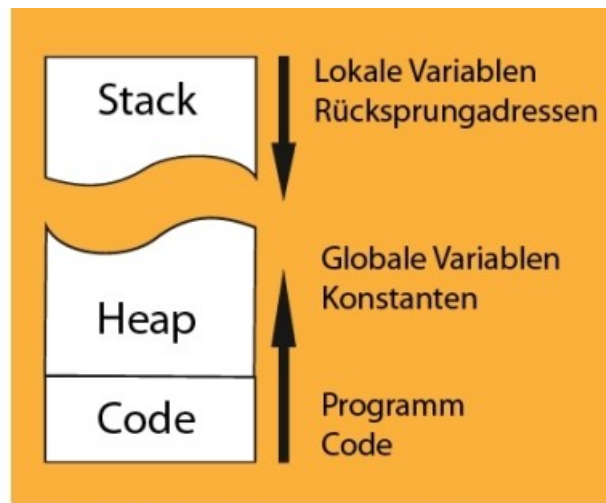 Stack
Lokale Variablen
Rücksprungadressen
Heap
Globale Variablen
Konstanten
Code
Programm
Code